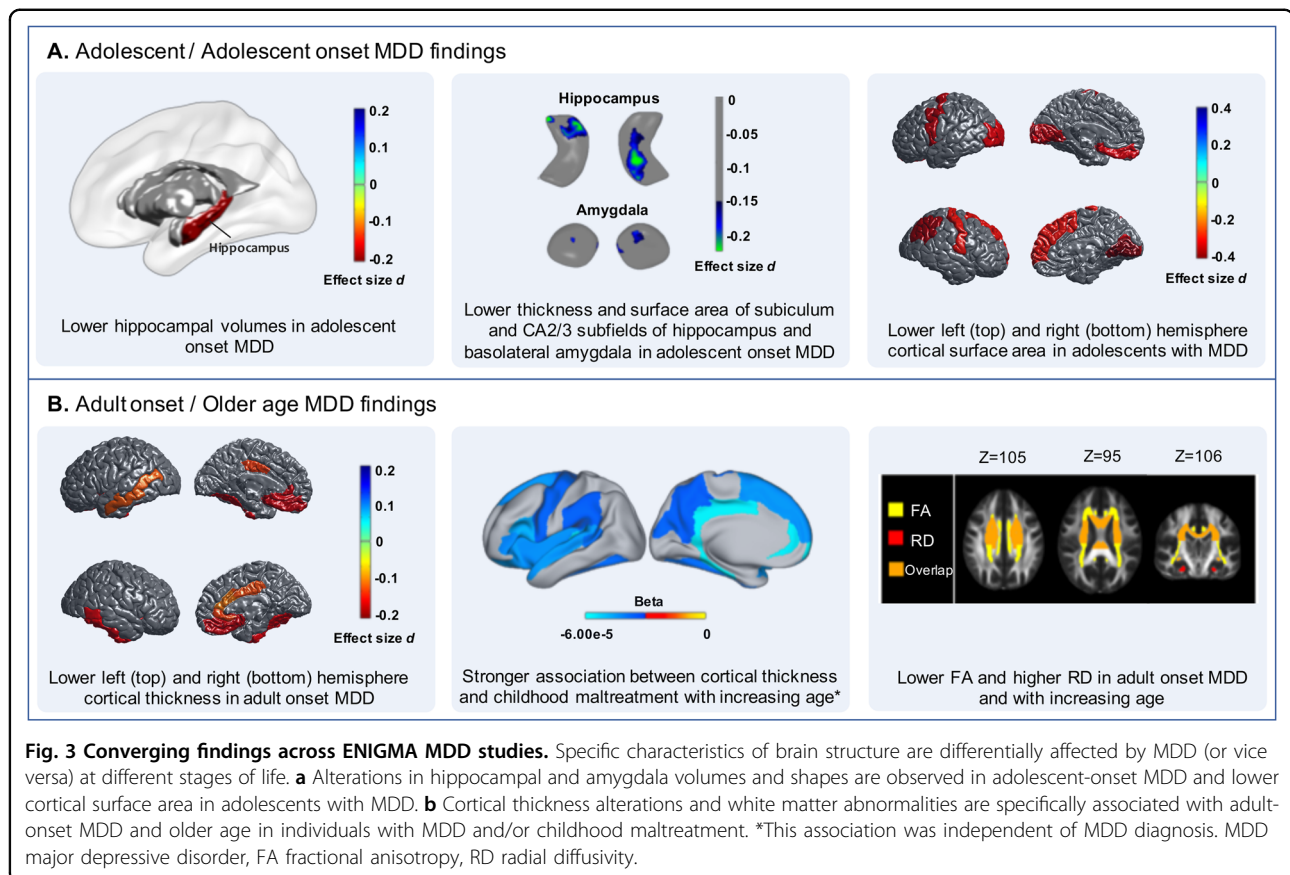 A. Adolescent / Adolescent onset MDD findings
0.2
0.1
0
-0.1
-0.2
Effect size d
Hippocampus
Lower hippocampal volumes in adolescent
onset MDD
Hippocampus
Amygdala
0
-0.05
-0.1
-0.15
-0.2
Effect size d
Lower thickness and surface area of subiculum
and CA2/3 subfields of hippocampus and
basolateral amygdala in adolescent onset MDD
0.4
0.2
0
-0.2
-0.4
Effect size d
Lower left (top) and right (bottom) hemisphere
cortical surface area in adolescents with MDD
B. Adult onset / Older age MDD findings
0.2
0.1
0
-0.1
-0.2
Effect size d
Lower left (top) and right (bottom) hemisphere
cortical thickness in adult onset MDD
Beta
-6.00e-5 0
Stronger association between cortical thickness
and childhood maltreatment with increasing age*
Z=105 Z=95 Z=106
FA
RD
Overlap
Lower FA and higher RD in adult onset MDD
and with increasing age
Fig. 3 Converging findings across ENIGMA MDD studies. Specific characteristics of brain structure are differentially affected by MDD (or vice
versa) at different stages of life. a Alterations in hippocampal and amygdala volumes and shapes are observed in adolescent-onset MDD and lower
cortical surface area in adolescents with MDD. b Cortical thickness alterations and white matter abnormalities are specifically associated with adult-
onset MDD and older age in individuals with MDD and/or childhood maltreatment. *This association was independent of MDD diagnosis. MDD
major depressive disorder, FA fractional anisotropy, RD radial diffusivity.